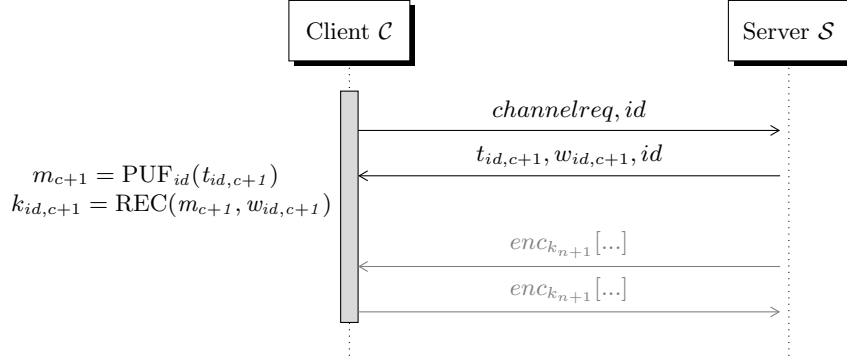 Client 𝒞
Server 𝒮
channelreq, id
t_{id,c+1}, w_{id,c+1}, id
m_{c+1} = PUF_{id}(t_{id,c+1})
k_{id,c+1} = REC(m_{c+1}, w_{id,c+1})
enc_{k_{n+1}}[...]
enc_{k_{n+1}}[...]